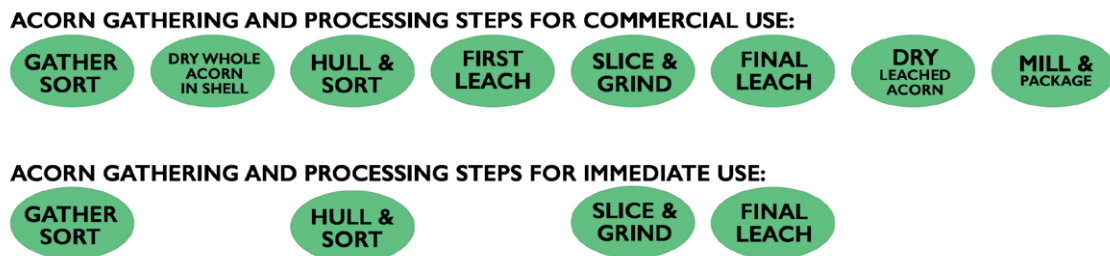 ACORN GATHERING AND PROCESSING STEPS FOR COMMERCIAL USE:
GATHER
SORT
DRY WHOLE
ACORN
IN SHELL
HULL &
SORT
FIRST
LEACH
SLICE &
GRIND
FINAL
LEACH
DRY
LEACHED
ACORN
MILL &
PACKAGE
ACORN GATHERING AND PROCESSING STEPS FOR IMMEDIATE USE:
GATHER
SORT
HULL &
SORT
SLICE &
GRIND
FINAL
LEACH